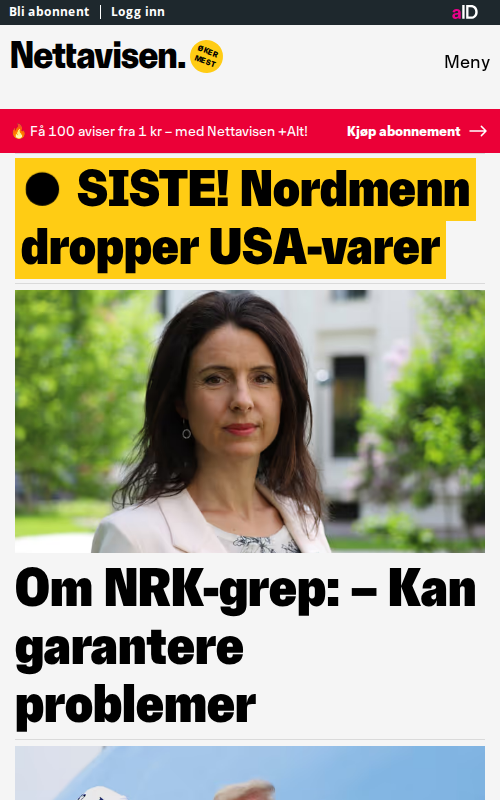 Bli abonnent | Logg inn
aID
Nettavisen.
ØKER
MEST
Meny
🔥 Få 100 aviser fra 1 kr – med Nettavisen +Alt!
Kjøp abonnement →
● SISTE! Nordmenn
dropper USA-varer
Om NRK-grep: – Kan
garantere
problemer